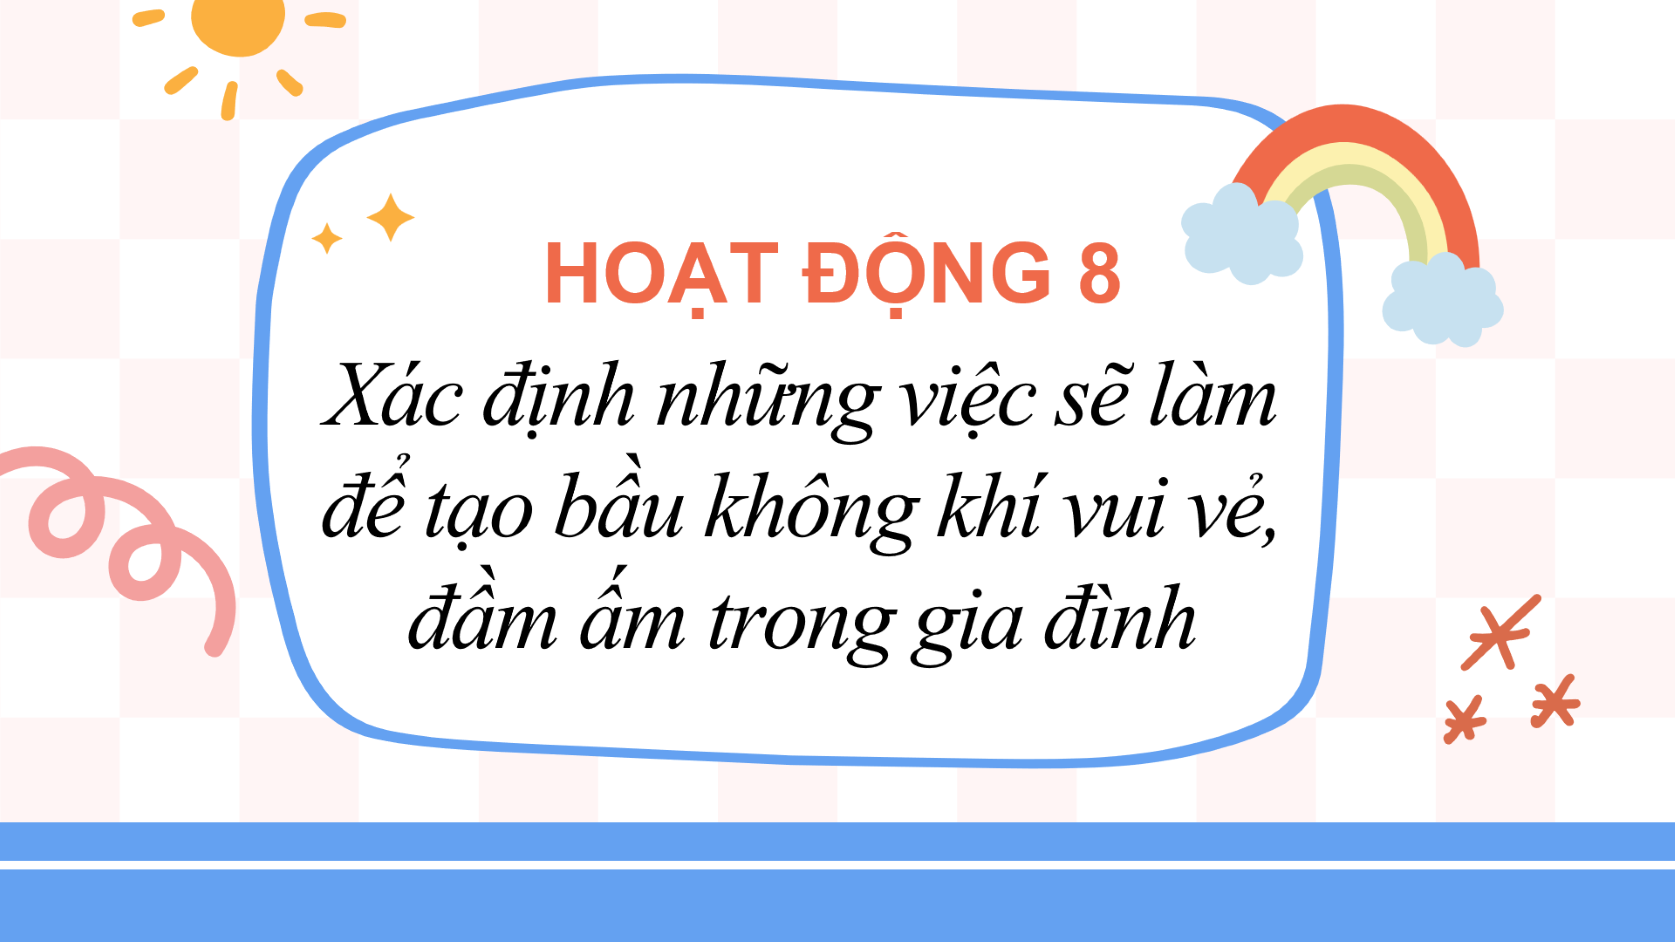 HOẠT ĐỘNG 8
Xác định những việc sẽ làm
để tạo bầu không khí vui vẻ,
đầm ấm trong gia đình